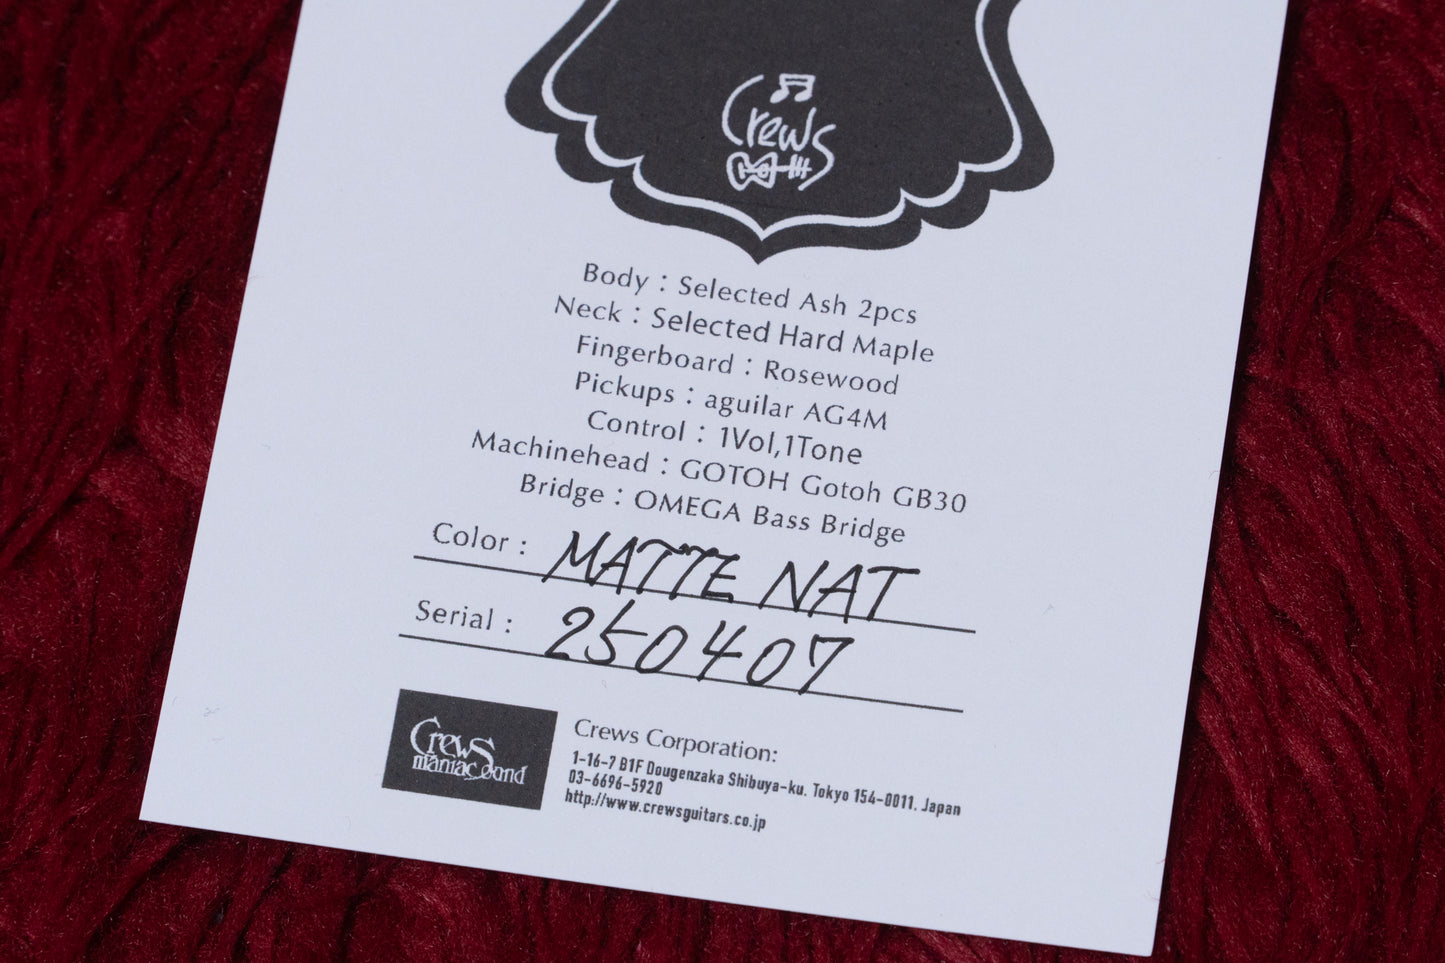 Crews
Body : Selected Ash 2pcs
Neck : Selected Hard Maple
Fingerboard : Rosewood
Pickups : aguilar AG4M
Control : 1Vol,1Tone
Machinehead : GOTOH Gotoh GB30
Bridge : OMEGA Bass Bridge
Color : MATTE NAT
Serial : 250407
Crews
maniac sound
Crews Corporation:
1-16-7 B1F Dougenzaka Shibuya-ku. Tokyo 154-0011. Japan
03-6696-5920
http://www.crewsguitars.co.jp